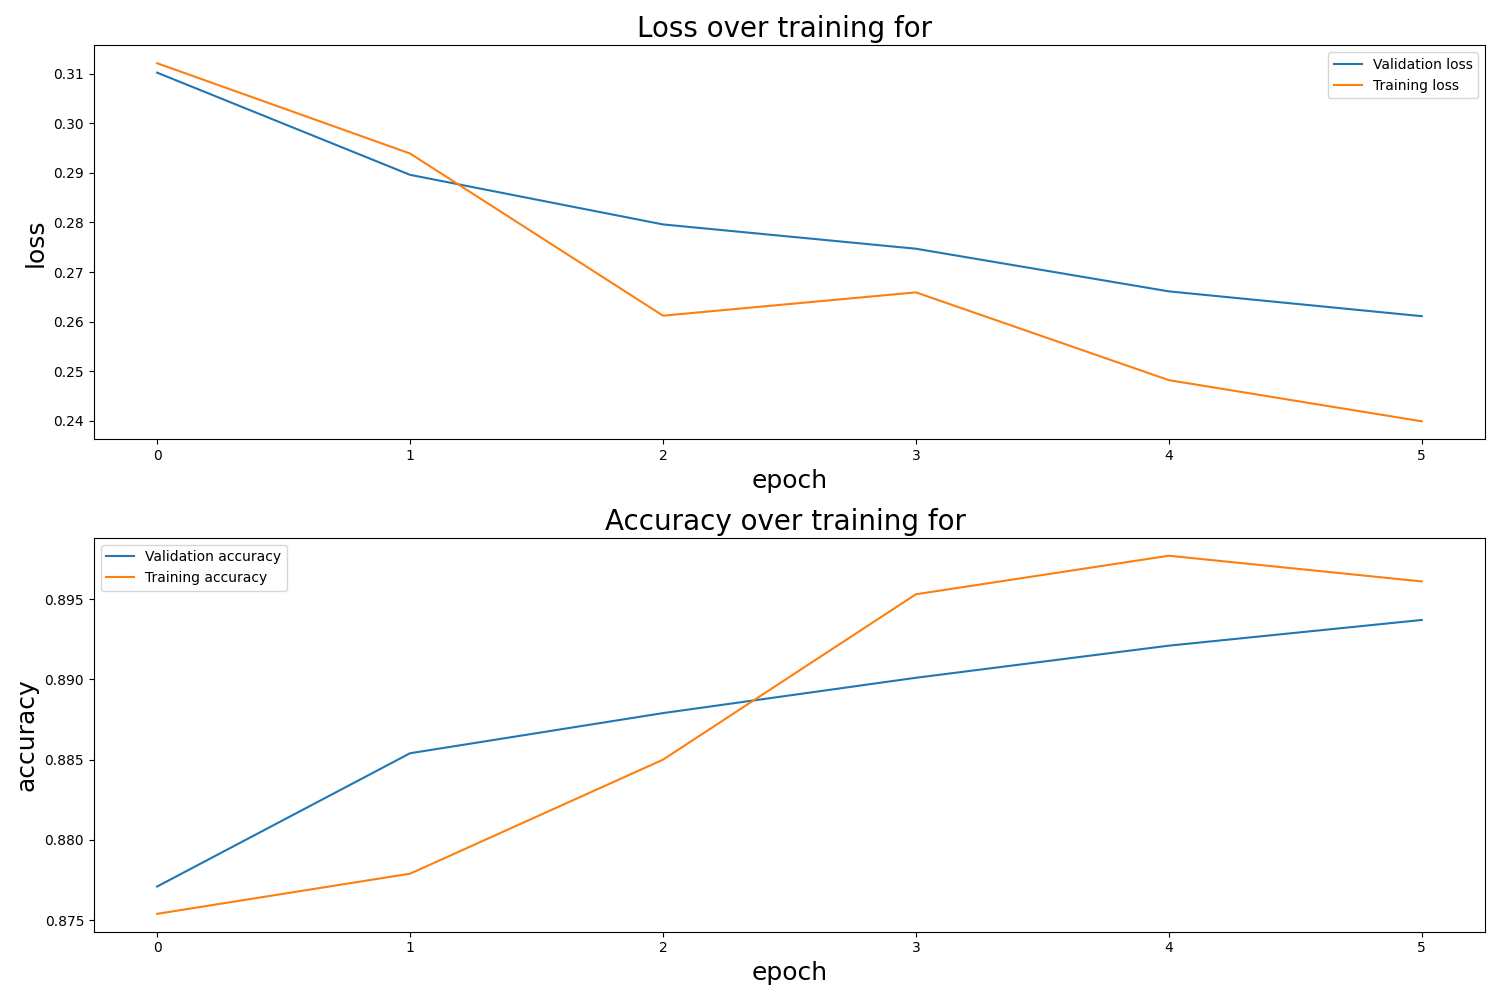 Loss over training for
Validation loss
Training loss
0.31
0.30
0.29
0.28
0.27
0.26
0.25
0.24
loss
0 1 2 3 4 5
epoch
Accuracy over training for
Validation accuracy
Training accuracy
0.895
0.890
0.885
0.880
0.875
accuracy
0 1 2 3 4 5
epoch